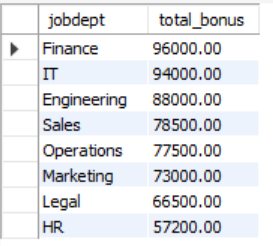 jobdept total_bonus
Finance 96000.00
IT 94000.00
Engineering 88000.00
Sales 78500.00
Operations 77500.00
Marketing 73000.00
Legal 66500.00
HR 57200.00